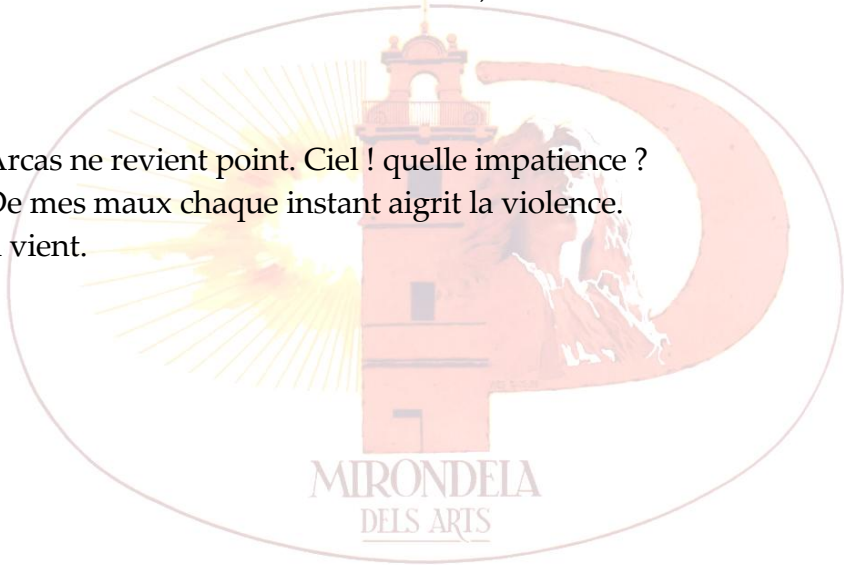 Arcas ne revient point. Ciel ! quelle impatience ?
De mes maux chaque instant aigrit la violence.
vient.
MIRONDELA
DELS ARTS